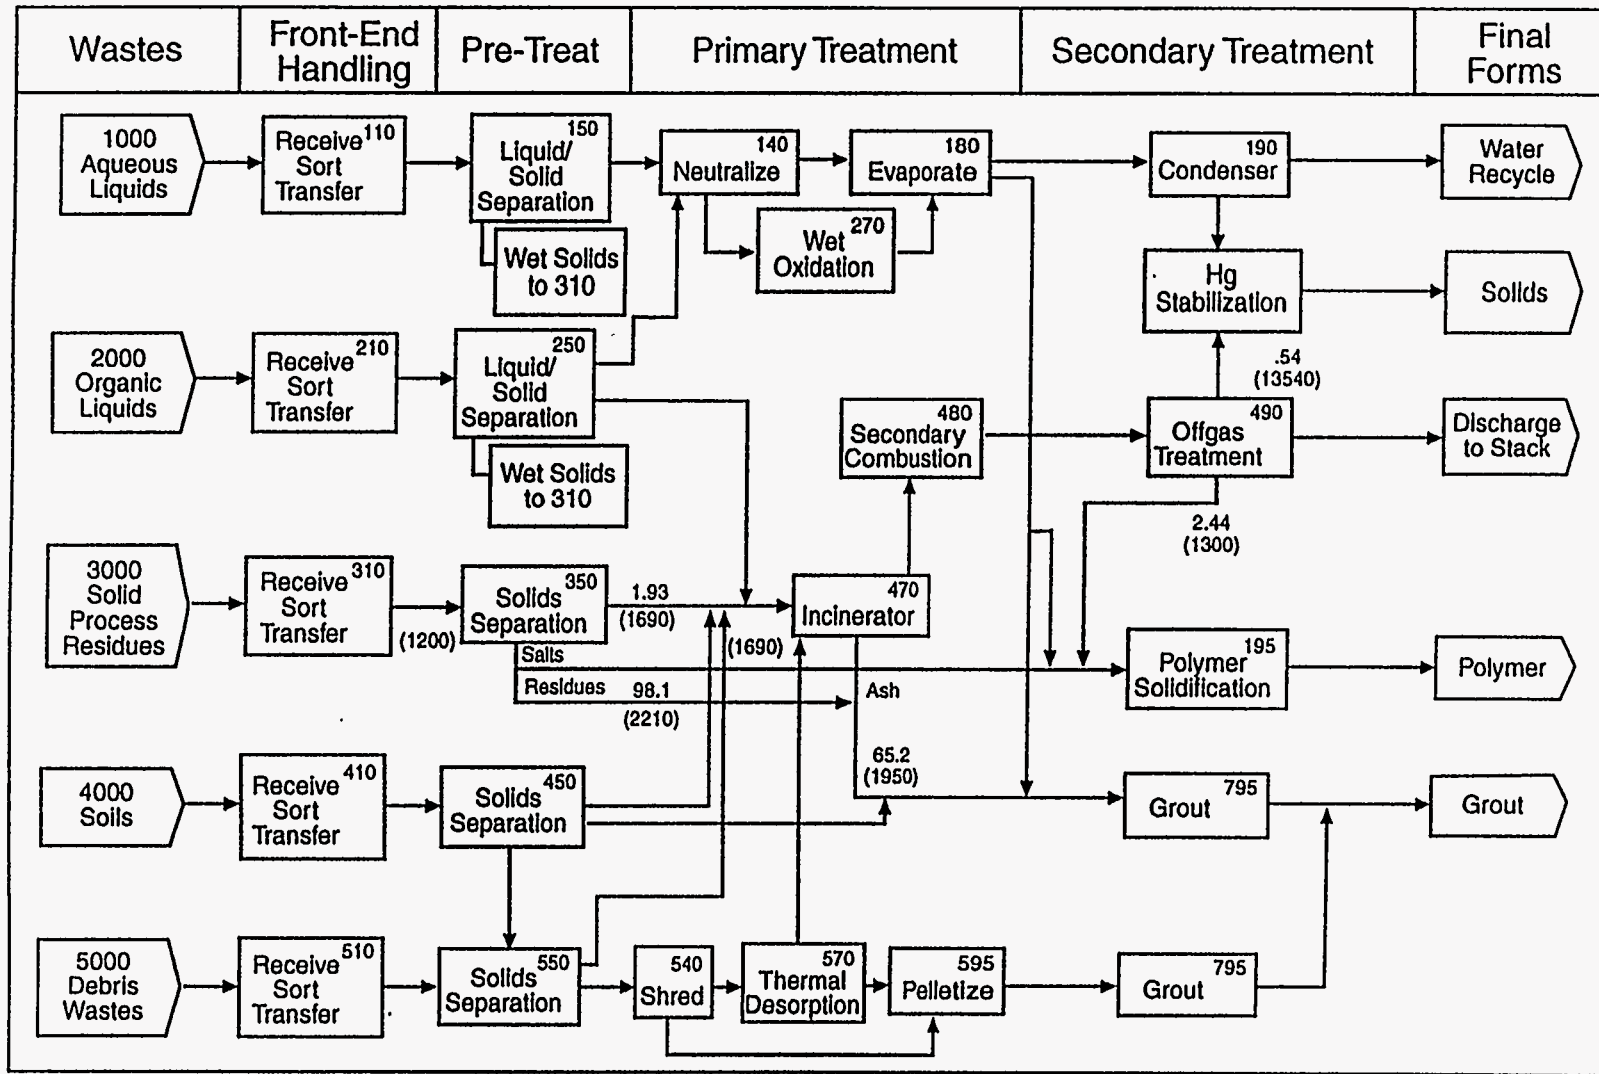 Wastes
Front-End
Handling
Pre-Treat
Primary Treatment
Secondary Treatment
Final
Forms
1000
Aqueous
Liquids
Receive 110
Sort
Transfer
150
Liquid/
Solid
Separation
Wet Solids
to 310
140
Neutralize
180
Evaporate
270
Wet
Oxidation
190
Condenser
Water
Recycle
Hg
Stabilization
Solids
2000
Organic
Liquids
Receive 210
Sort
Transfer
250
Liquid/
Solid
Separation
Wet Solids
to 310
480
Secondary
Combustion
.54
(13540)
490
Offgas
Treatment
Discharge
to Stack
2.44
(1300)
3000
Solid
Process
Residues
Receive 310
Sort
Transfer
(1200)
350
Solids
Separation
1.93
(1690)
(1690)
470
Incinerator
Salts
Residues
98.1
(2210)
Ash
195
Polymer
Solidification
Polymer
65.2
(1950)
4000
Soils
Receive 410
Sort
Transfer
450
Solids
Separation
795
Grout
Grout
5000
Debris
Wastes
Receive 510
Sort
Transfer
550
Solids
Separation
540
Shred
570
Thermal
Desorption
595
Pelletize
795
Grout